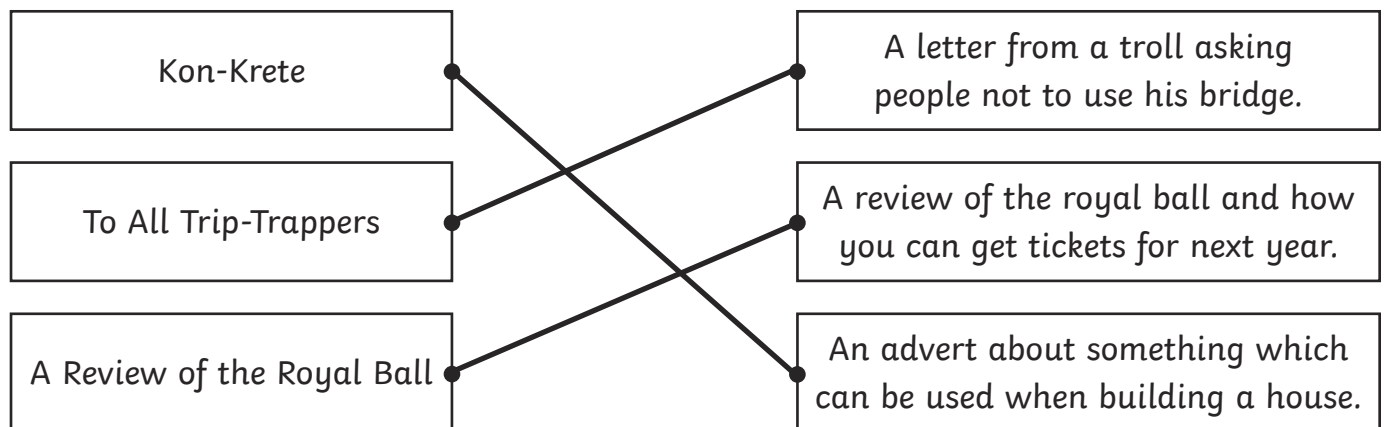 Kon-Krete
A letter from a troll asking
people not to use his bridge.
To All Trip-Trappers
A review of the royal ball and how
you can get tickets for next year.
A Review of the Royal Ball
An advert about something which
can be used when building a house.